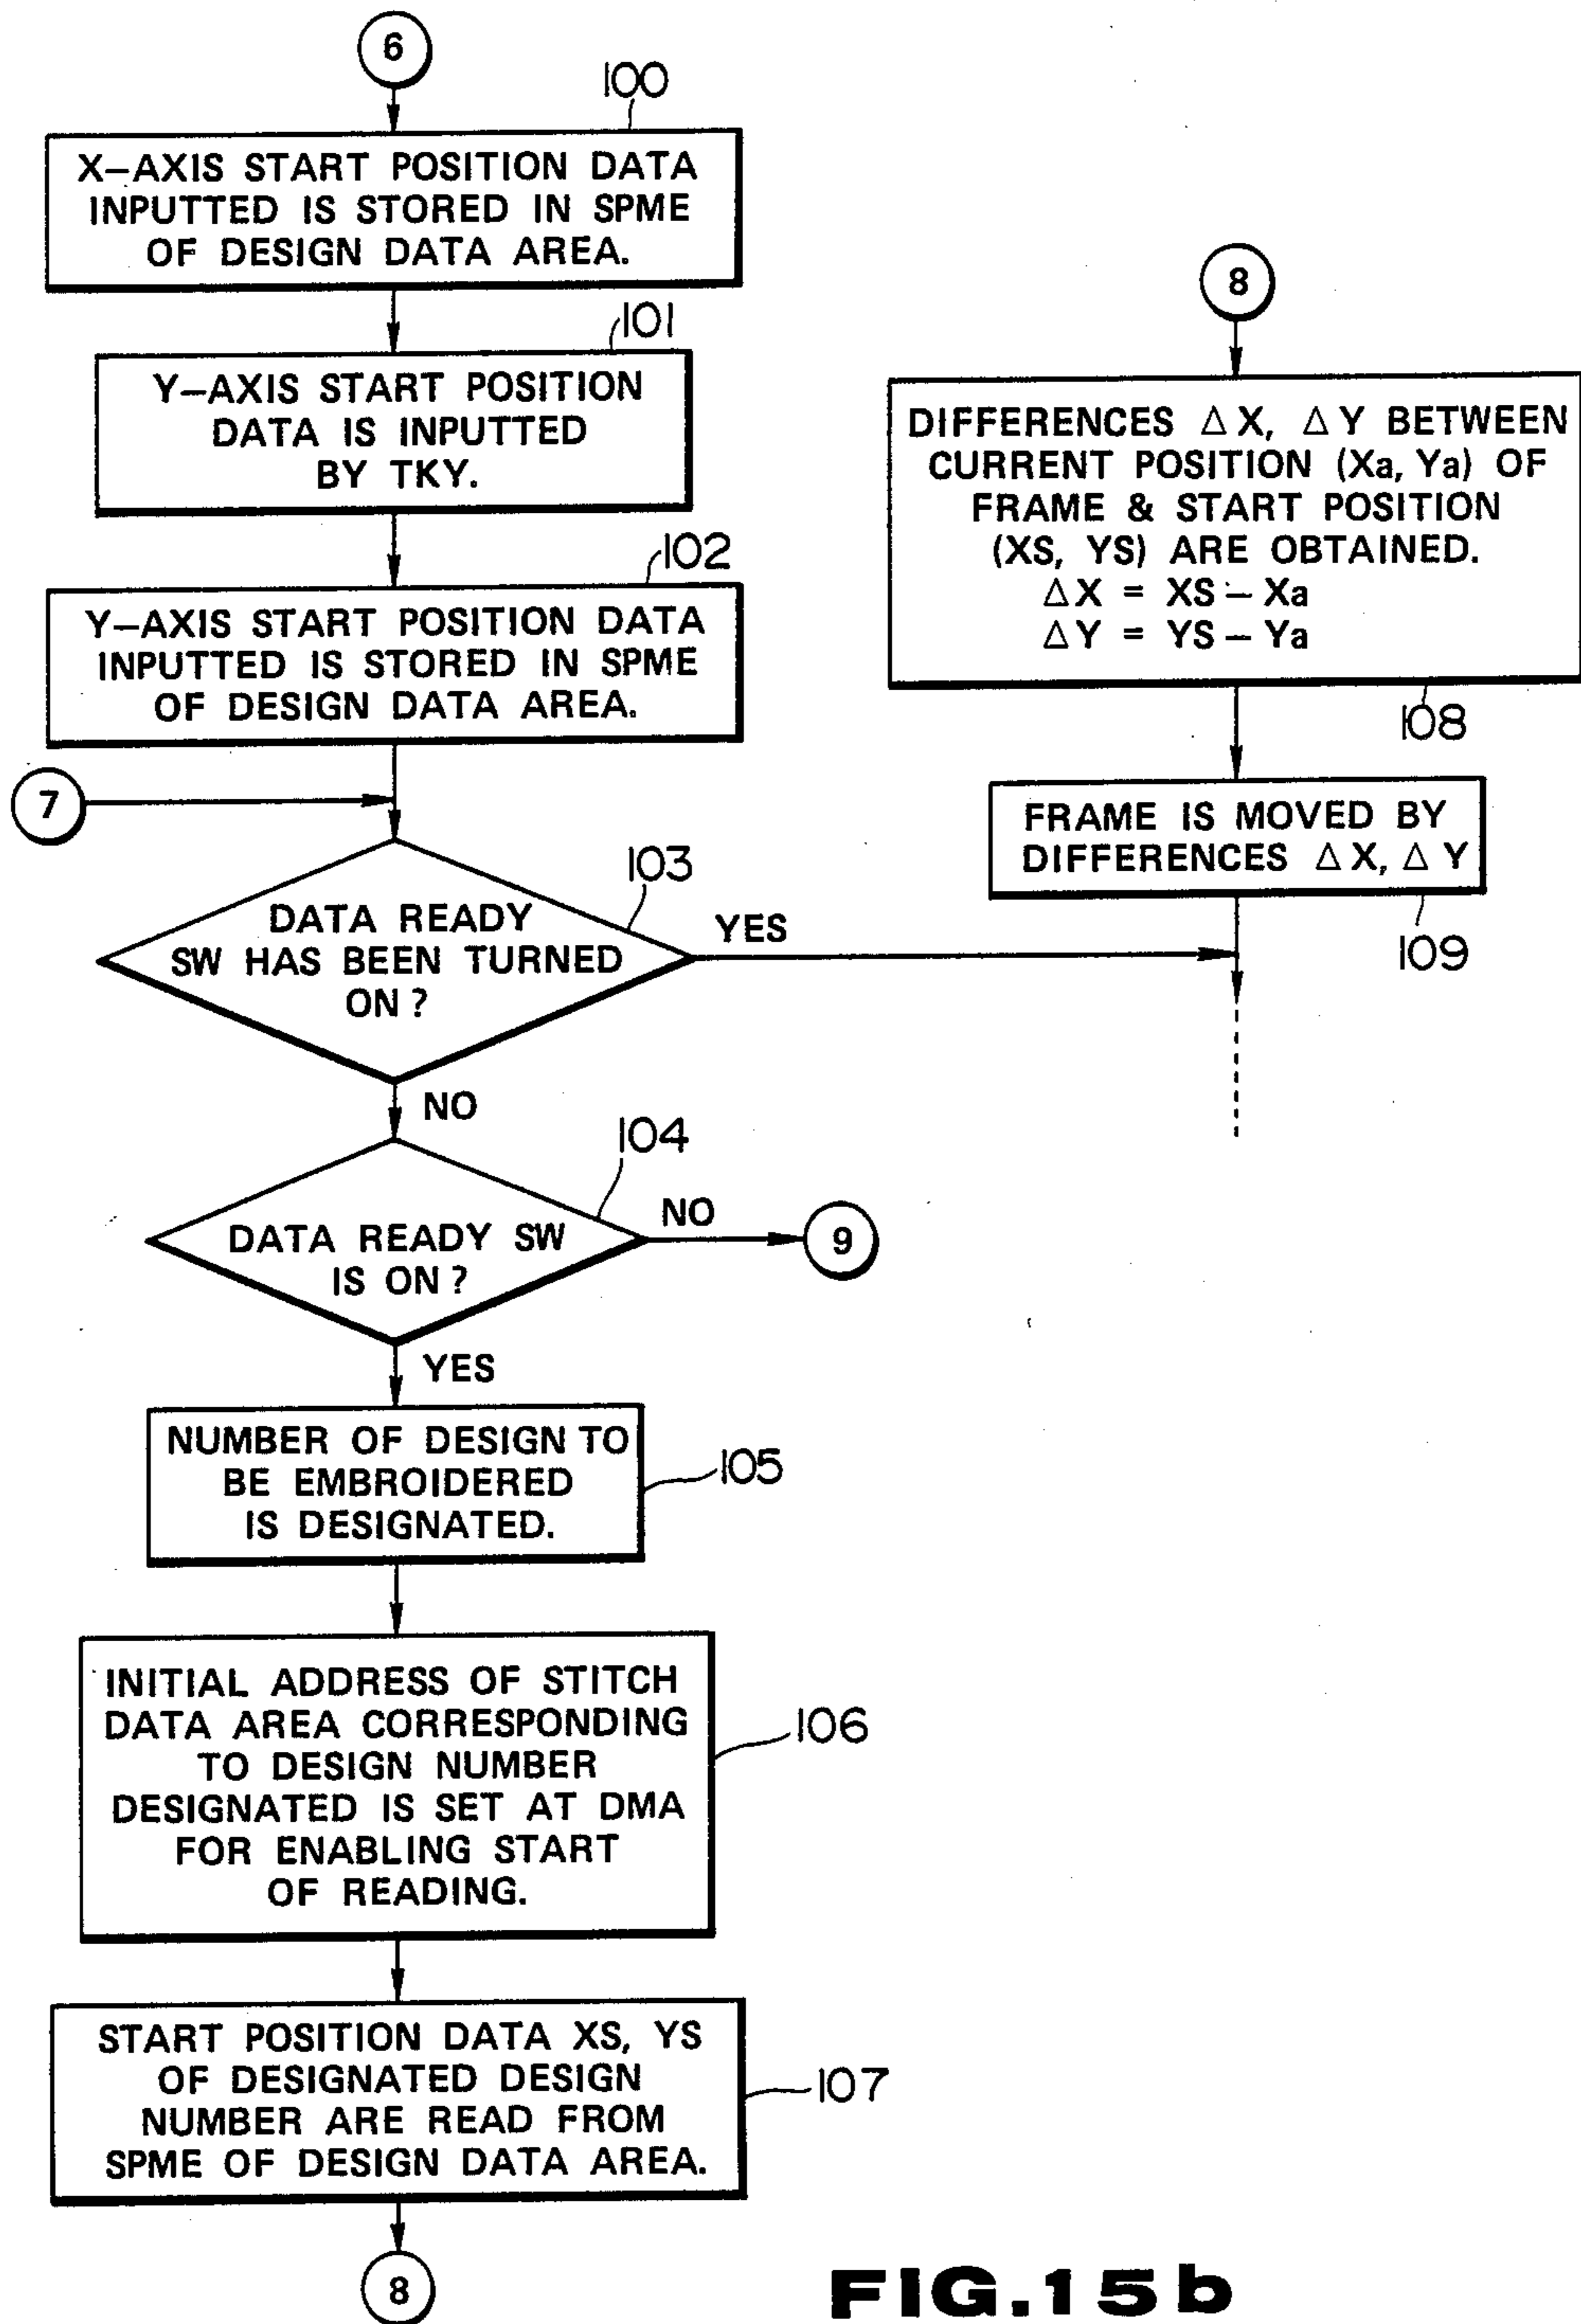 6
100
X–AXIS START POSITION DATA
INPUTTED IS STORED IN SPME
OF DESIGN DATA AREA.
101
Y–AXIS START POSITION
DATA IS INPUTTED
BY TKY.
102
Y–AXIS START POSITION DATA
INPUTTED IS STORED IN SPME
OF DESIGN DATA AREA.
7
103
DATA READY
SW HAS BEEN TURNED
ON?
YES
NO
104
DATA READY SW
IS ON?
NO
9
YES
NUMBER OF DESIGN TO
BE EMBROIDERED
IS DESIGNATED.
105
INITIAL ADDRESS OF STITCH
DATA AREA CORRESPONDING
TO DESIGN NUMBER
DESIGNATED IS SET AT DMA
FOR ENABLING START
OF READING.
106
START POSITION DATA XS, YS
OF DESIGNATED DESIGN
NUMBER ARE READ FROM
SPME OF DESIGN DATA AREA.
107
8
8
DIFFERENCES △X, △Y BETWEEN
CURRENT POSITION (Xa, Ya) OF
FRAME & START POSITION
(XS, YS) ARE OBTAINED.
△X = XS – Xa
△Y = YS – Ya
108
FRAME IS MOVED BY
DIFFERENCES △X, △Y
109
FIG.15b